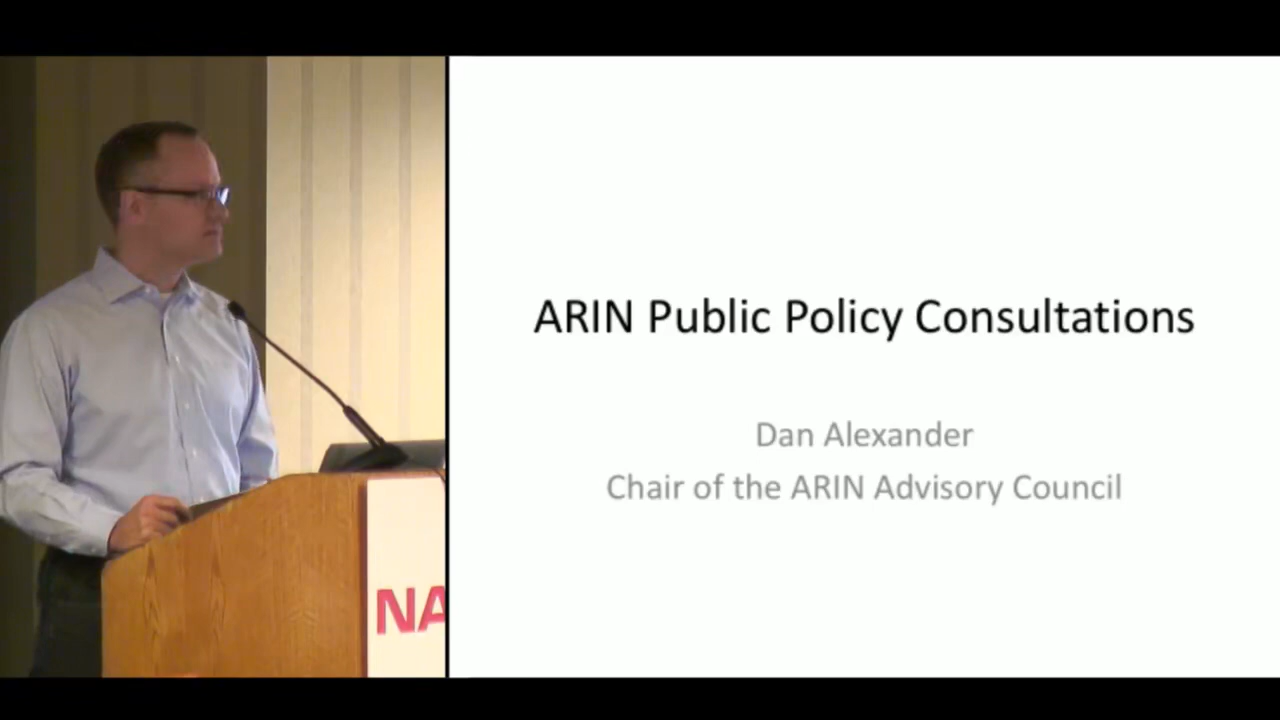 ARIN Public Policy Consultations
Dan Alexander
Chair of the ARIN Advisory Council
NA